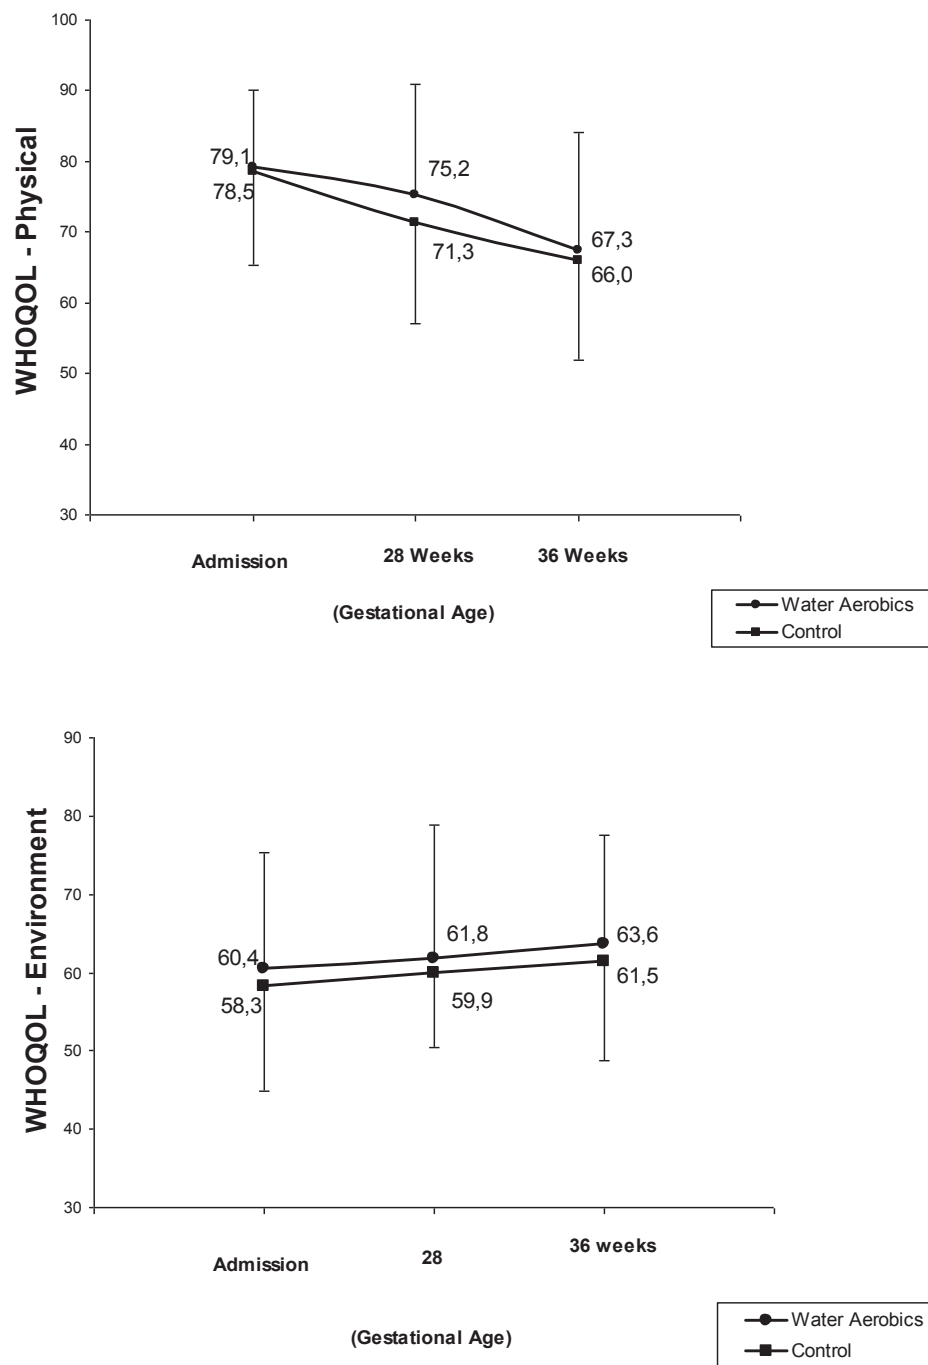 100
90
80
70
60
50
40
30
WHOQOL - Physical
79,1
78,5
75,2
71,3
67,3
66,0
Admission
28 Weeks
36 Weeks
(Gestational Age)
Water Aerobics
Control
90
80
70
60
50
40
30
WHOQOL - Environment
60,4
58,3
61,8
59,9
63,6
61,5
Admission
28
36 weeks
(Gestational Age)
Water Aerobics
Control